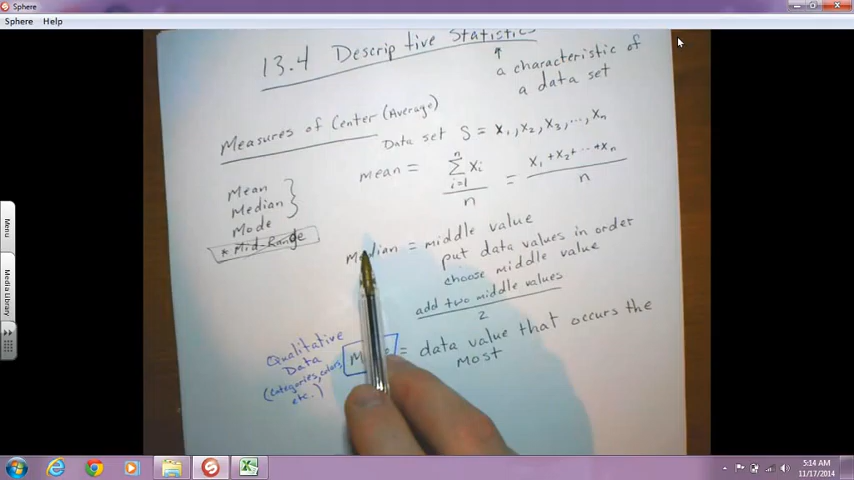 Sphere
Sphere Help
13.4 Descriptive Statistics
a characteristic of
a data set
Measures of Center (Average)
Data set S = x1, x2, x3, ..., xn
mean = n∑i=1 xi / n = x1 + x2 + ... + xn / n
Mean
Median
Mode
* Mid-Range
Median = middle value
put data values in order
choose middle value
add two middle values
2
Qualitative
Data
(categories, colors,
etc.)
= data value that occurs the
most
Menu
Media Library
5:14 AM
11/17/2014